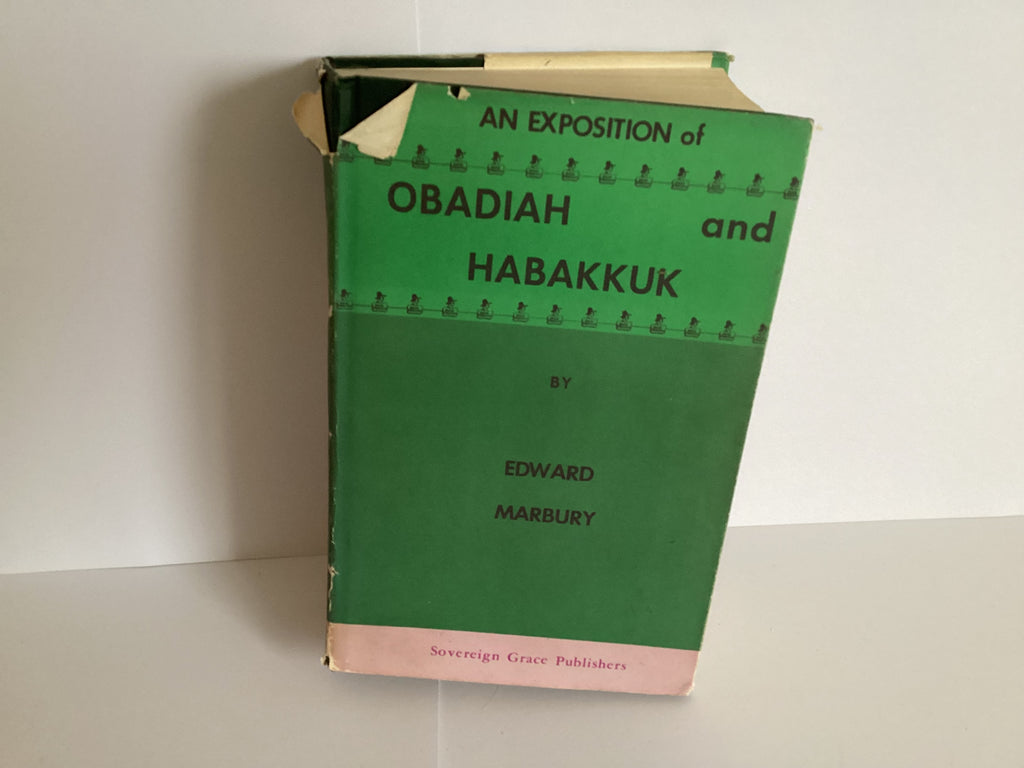 AN EXPOSITION of
OBADIAH and
HABAKKUK
BY
EDWARD
MARBURY
Sovereign Grace Publishers